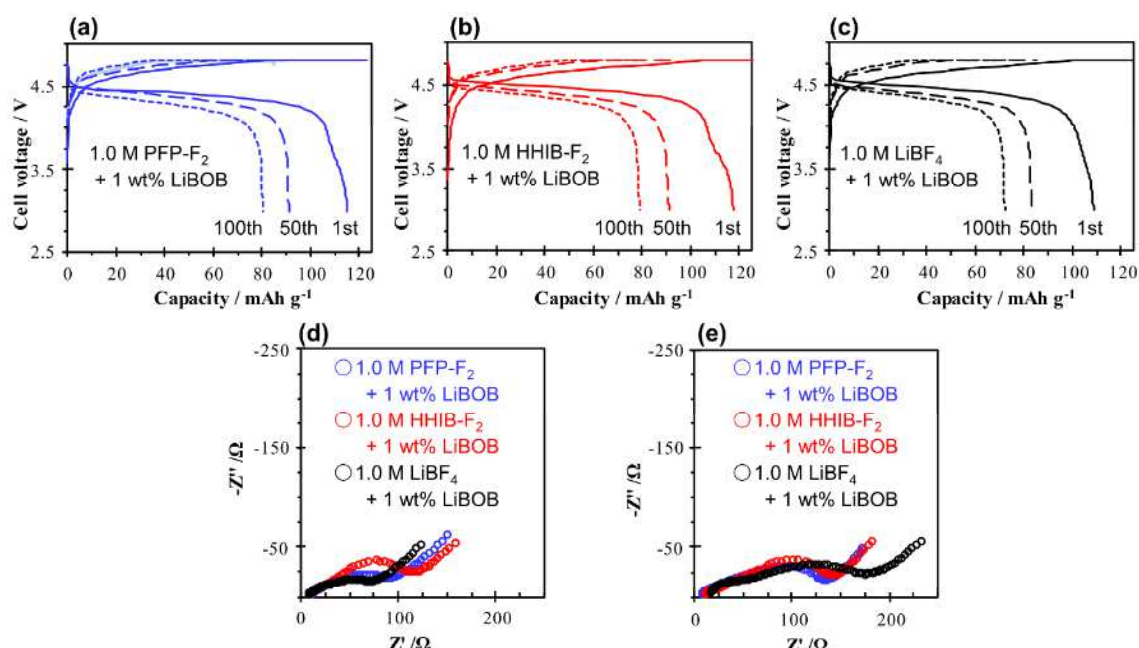 (a)
Cell voltage / V
4.5
3.5
2.5
1.0 M PFP-F₂
+ 1 wt% LiBOB
100th 50th 1st
0 20 40 60 80 100 120
Capacity / mAh g⁻¹
(b)
Cell voltage / V
4.5
3.5
2.5
1.0 M HHIB-F₂
+ 1 wt% LiBOB
100th 50th 1st
0 20 40 60 80 100 120
Capacity / mAh g⁻¹
(c)
Cell voltage / V
4.5
3.5
2.5
1.0 M LiBF₄
+ 1 wt% LiBOB
100th 50th 1st
0 20 40 60 80 100 120
Capacity / mAh g⁻¹
(d)
-Z'' /Ω
-250
-150
-50
1.0 M PFP-F₂
+ 1 wt% LiBOB
1.0 M HHIB-F₂
+ 1 wt% LiBOB
1.0 M LiBF₄
+ 1 wt% LiBOB
0 100 200
Z' /Ω
(e)
-Z'' /Ω
-250
-150
-50
1.0 M PFP-F₂
+ 1 wt% LiBOB
1.0 M HHIB-F₂
+ 1 wt% LiBOB
1.0 M LiBF₄
+ 1 wt% LiBOB
0 100 200
Z' /Ω